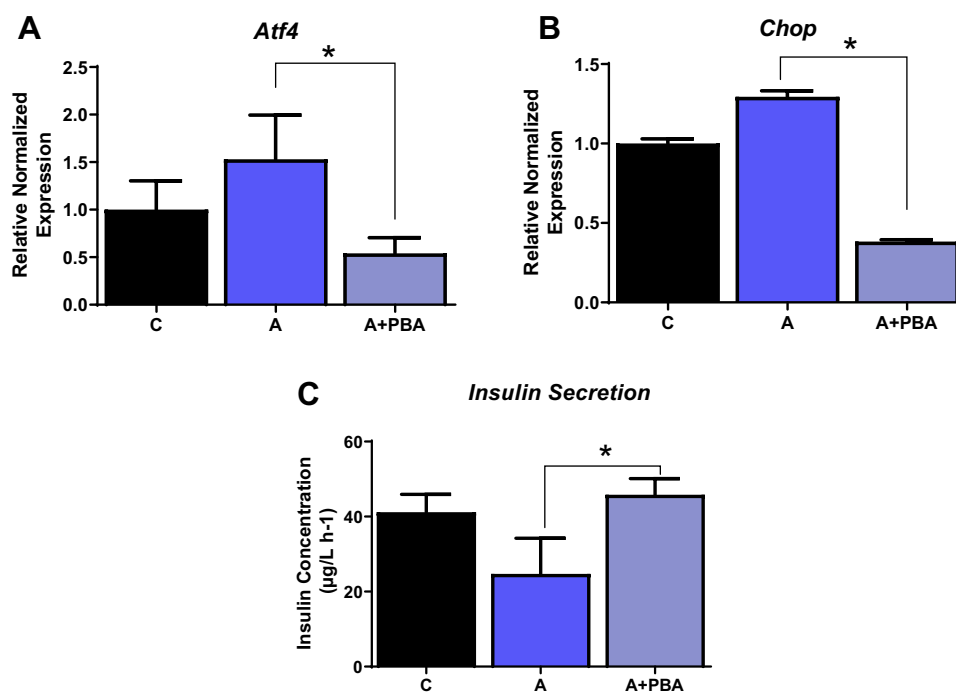 A
Atf4
*
Relative Normalized
Expression
2.5
2.0
1.5
1.0
0.5
0.0
C
A
A+PBA
B
Chop
*
Relative Normalized
Expression
1.5
1.0
0.5
0.0
C
A
A+PBA
C
Insulin Secretion
*
Insulin Concentration
(µg/L h-1)
60
40
20
0
C
A
A+PBA